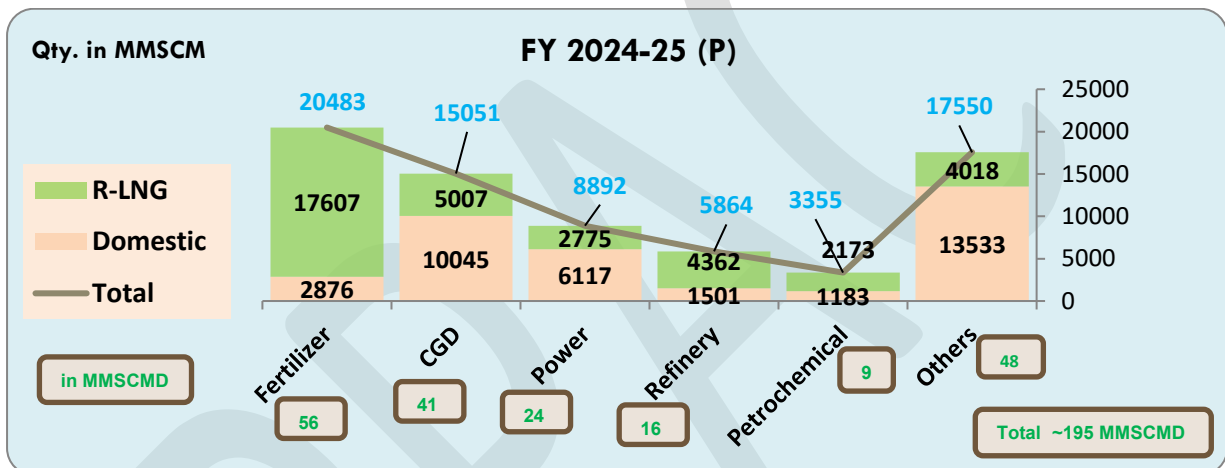 Qty. in MMSCM
FY 2024-25 (P)
20483
15051
8892
5864
3355
17550
25000
20000
15000
10000
5000
0
R-LNG
Domestic
Total
17607
5007
2775
4362
2173
4018
2876
10045
6117
1501
1183
13533
Fertilizer
CGD
Power
Refinery
Petrochemical
Others
in MMSCMD
56
41
24
16
9
48
Total ~195 MMSCMD